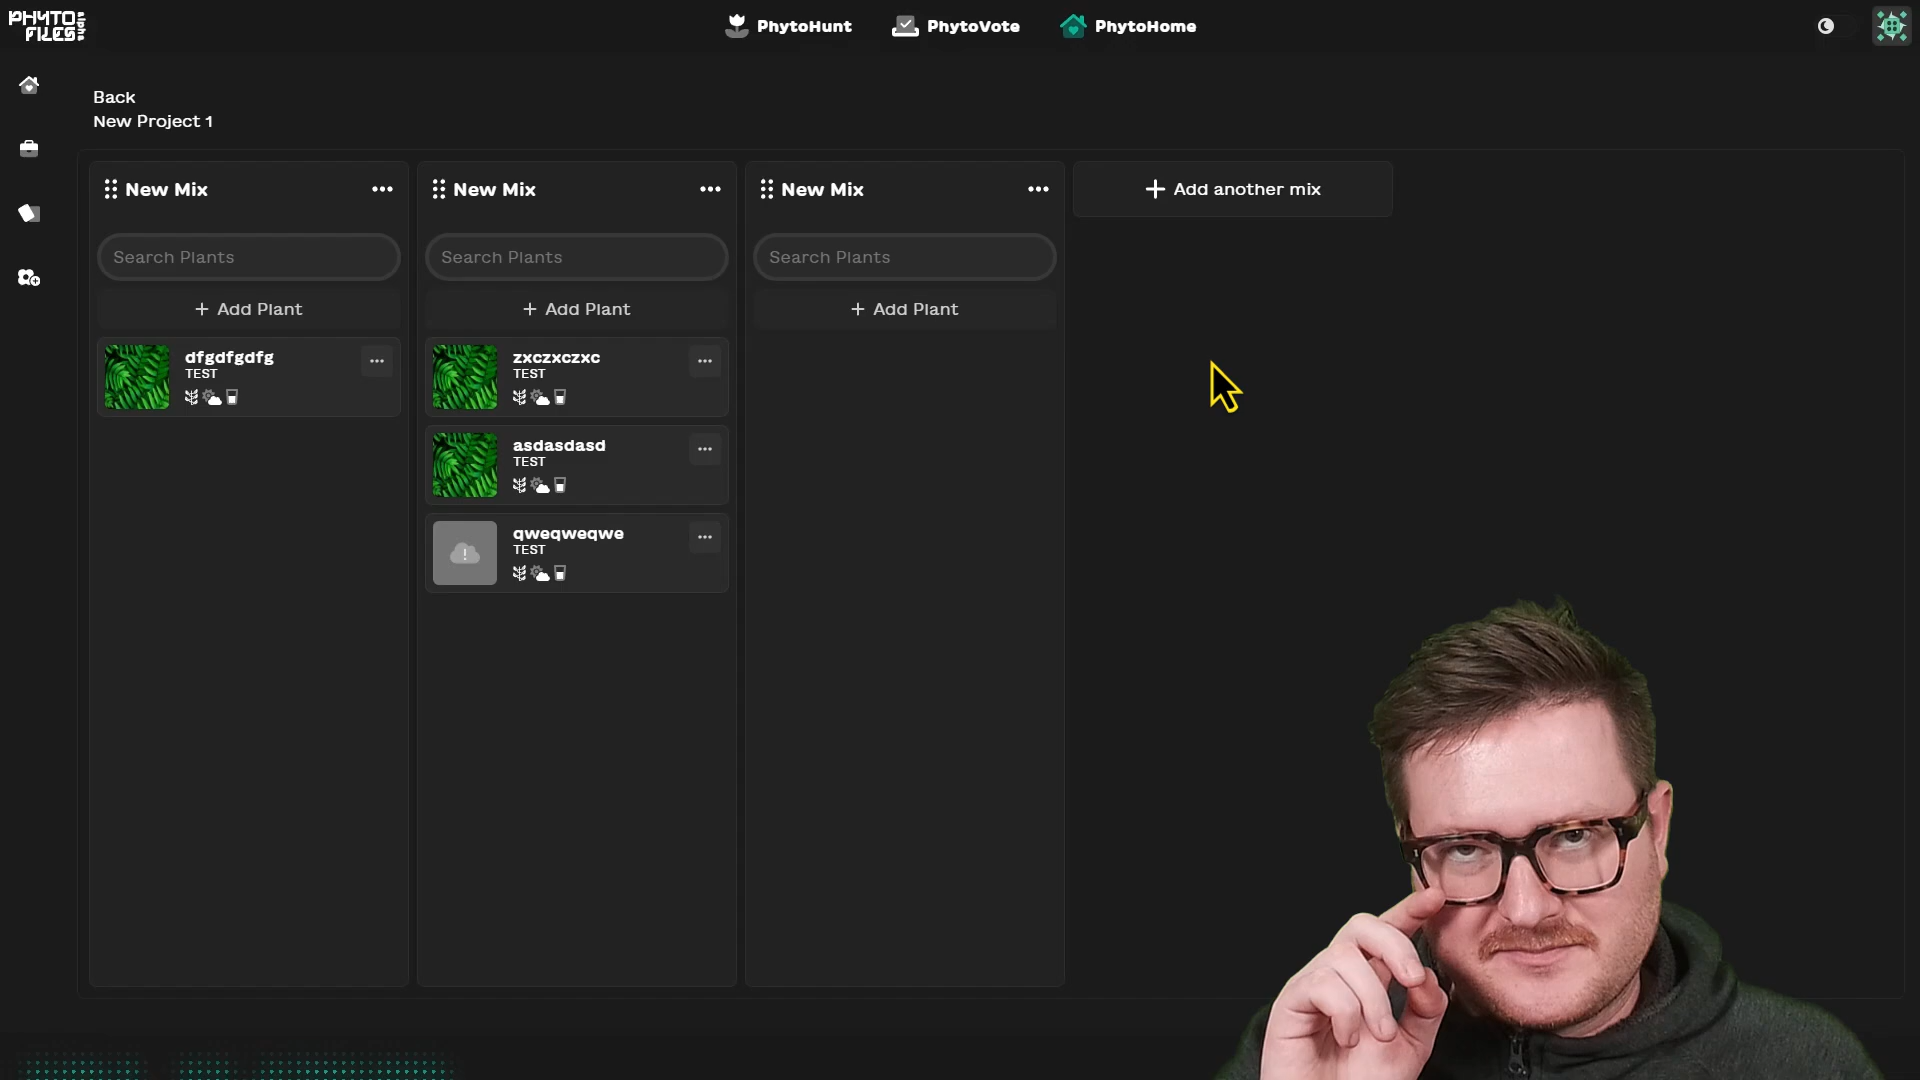 PHYTO
FILES
alpha
PhytoHunt
PhytoVote
PhytoHome
Back
New Project 1
New Mix
New Mix
New Mix
Add another mix
Search Plants
Search Plants
Search Plants
Add Plant
Add Plant
Add Plant
dfgdfgdfg
TEST
zxczxczxc
TEST
asdasdasd
TEST
qweqweqwe
TEST